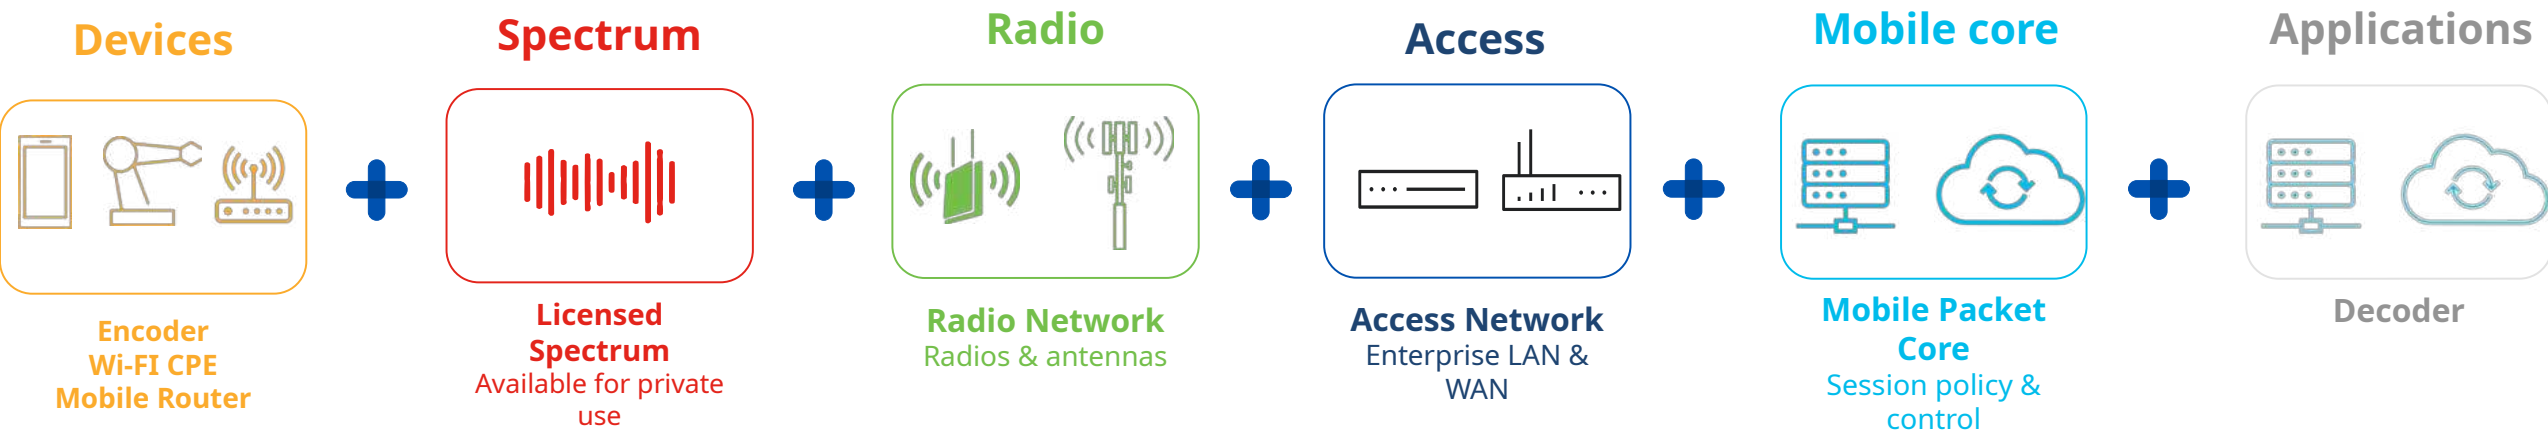 Devices
Encoder
Wi-FI CPE
Mobile Router
Spectrum
Licensed
Spectrum
Available for private
use
Radio
Radio Network
Radios & antennas
Access
Access Network
Enterprise LAN &
WAN
Mobile core
Mobile Packet
Core
Session policy &
control
Applications
Decoder